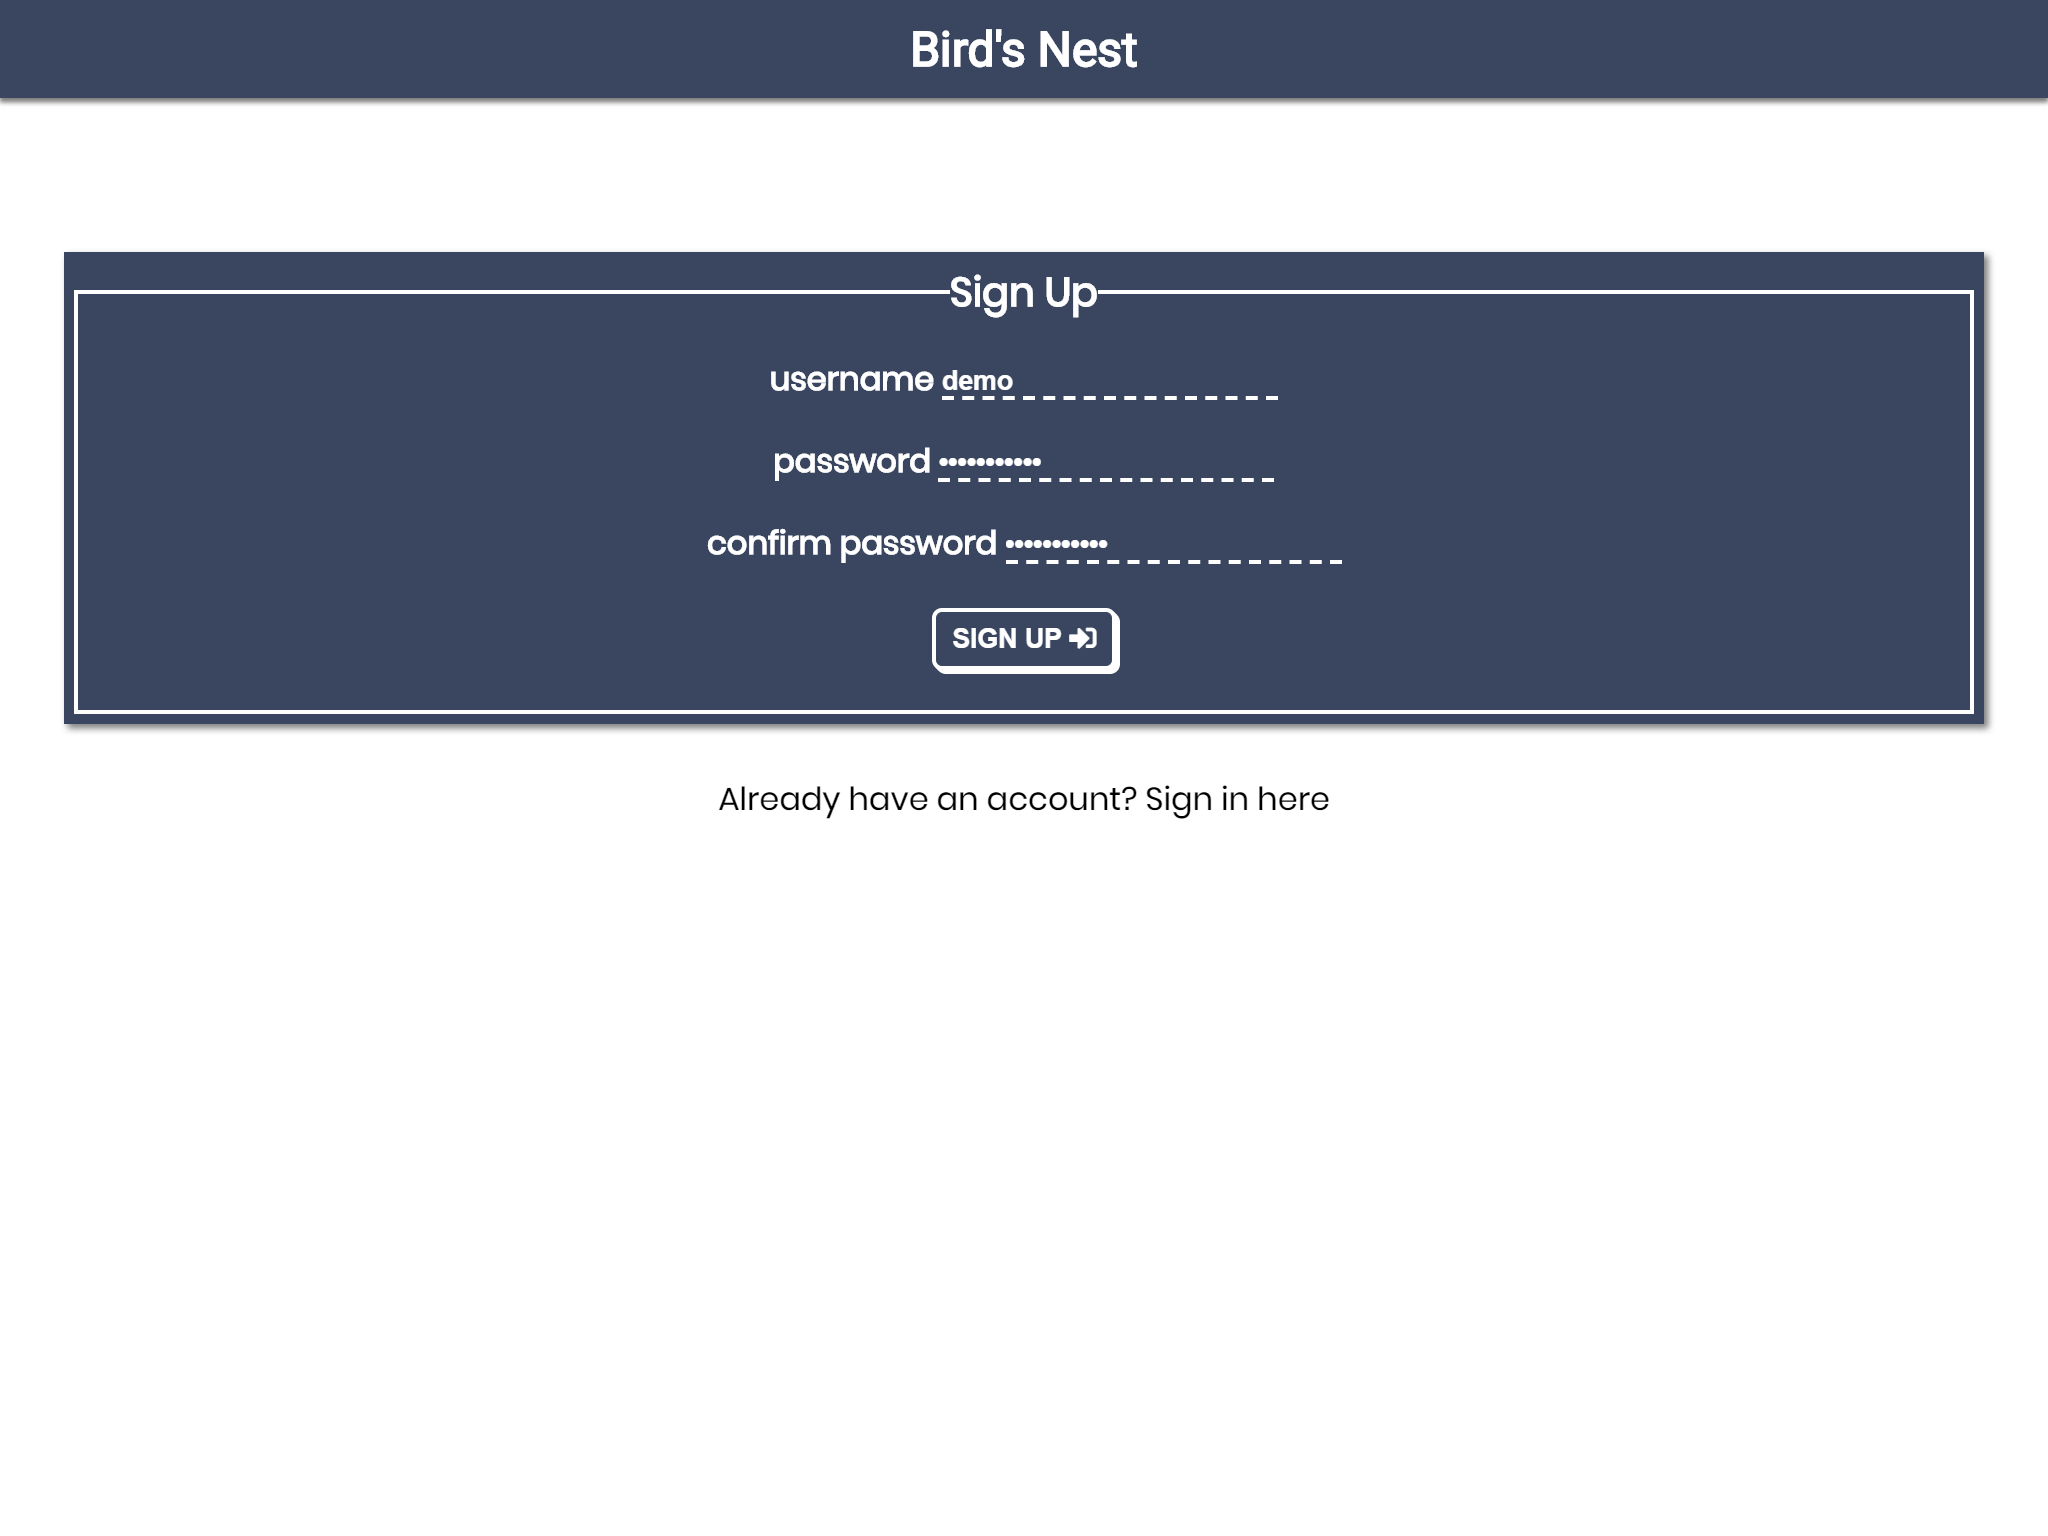 Bird's Nest
Sign Up
username demo
password •••••••••••
confirm password •••••••••••
SIGN UP
Already have an account? Sign in here